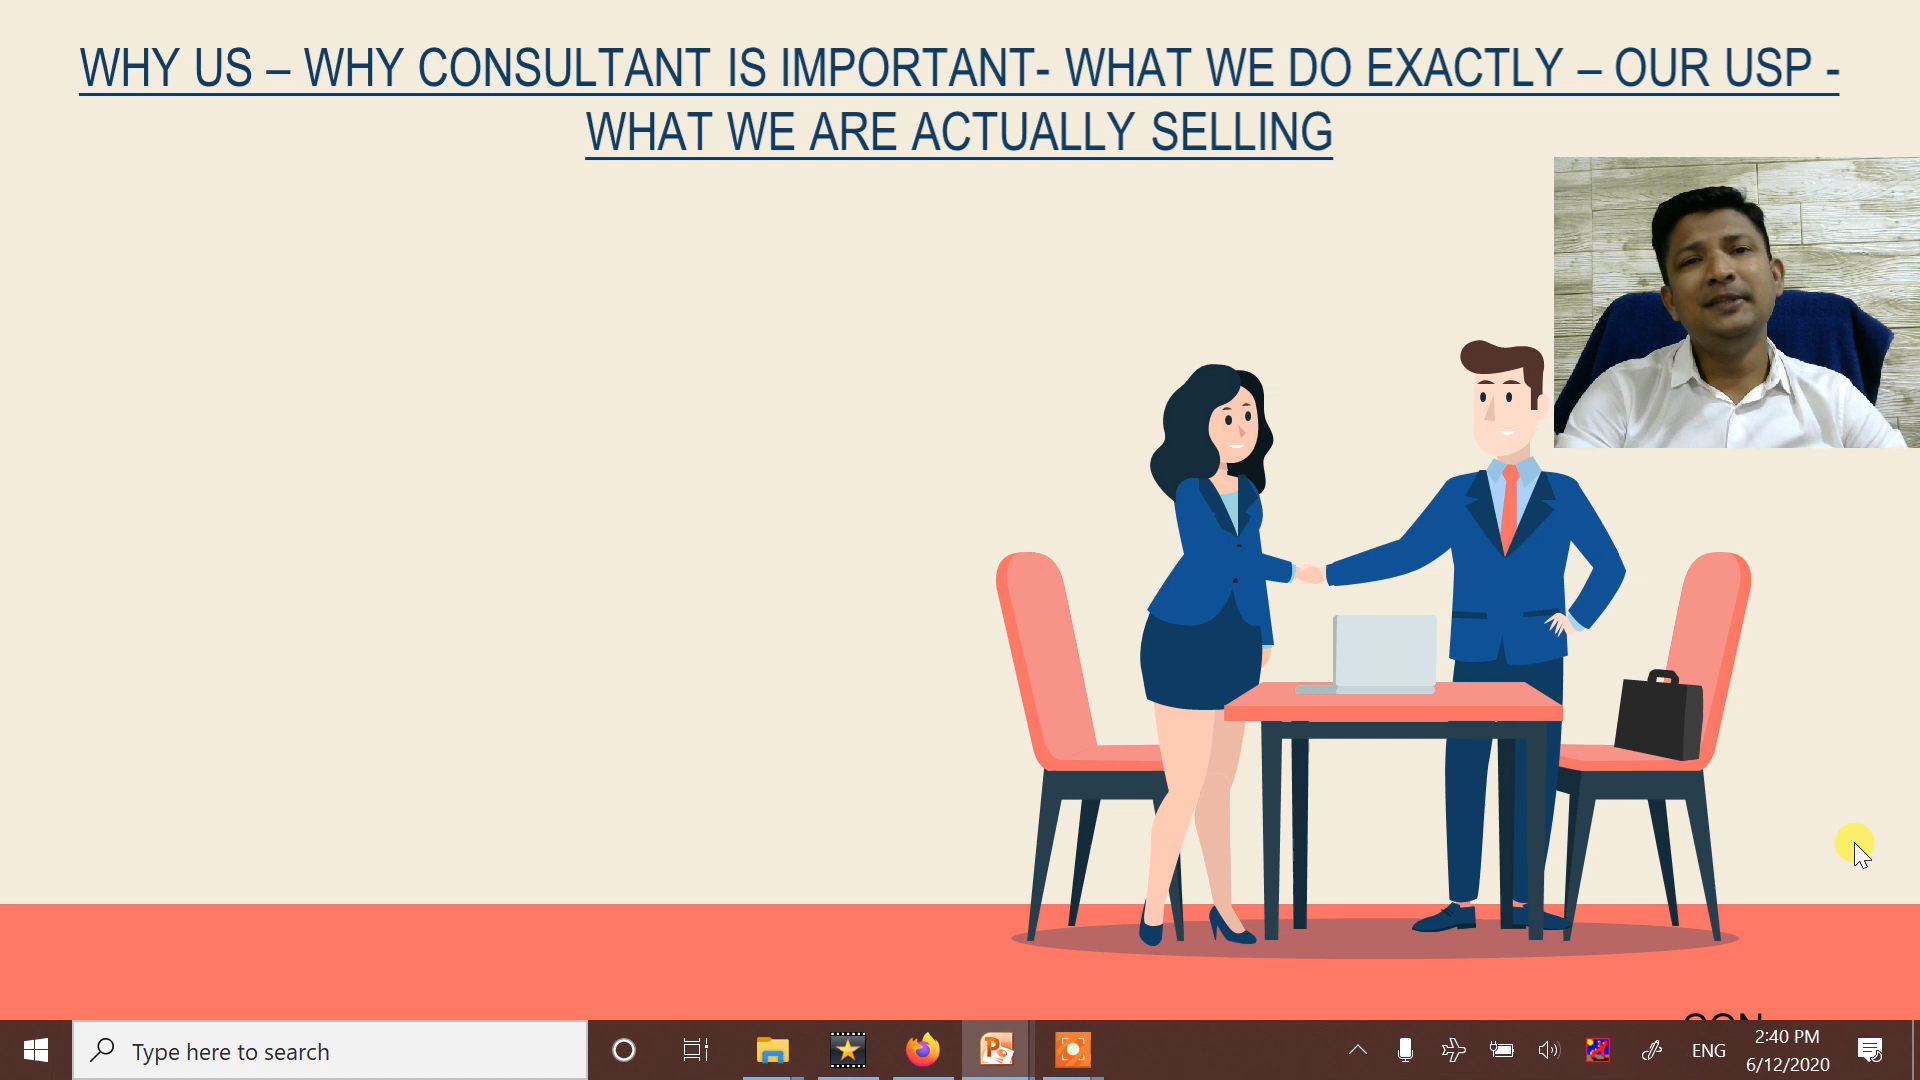 WHY US – WHY CONSULTANT IS IMPORTANT- WHAT WE DO EXACTLY – OUR USP -
WHAT WE ARE ACTUALLY SELLING
Type here to search
ENG
2:40 PM
6/12/2020